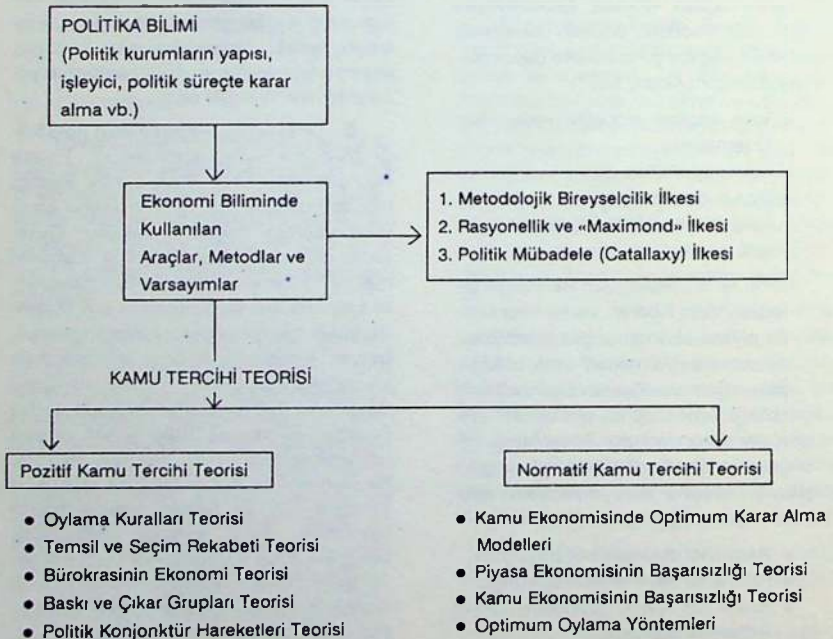 POLİTİKA BİLİMİ
(Politik kurumların yapısı,
işleyici, politik süreçte karar
alma vb.)
Ekonomi Biliminde
Kullanılan
Araçlar, Metodlar ve
Varsayımlar
1. Metodolojik Bireyselcilik İlkesi
2. Rasyonellik ve «Maximond» İlkesi
3. Politik Mübadele (Catallaxy) İlkesi
KAMU TERCİHİ TEORİSİ
Pozitif Kamu Tercihi Teorisi
• Oylama Kuralları Teorisi
• Temsil ve Seçim Rekabeti Teorisi
• Bürokrasinin Ekonomi Teorisi
• Baskı ve Çıkar Grupları Teorisi
• Politik Konjonktür Hareketleri Teorisi
Normatif Kamu Tercihi Teorisi
• Kamu Ekonomisinde Optimum Karar Alma
Modelleri
• Piyasa Ekonomisinin Başarısızlığı Teorisi
• Kamu Ekonomisinin Başarısızlığı Teorisi
• Optimum Oylama Yöntemleri